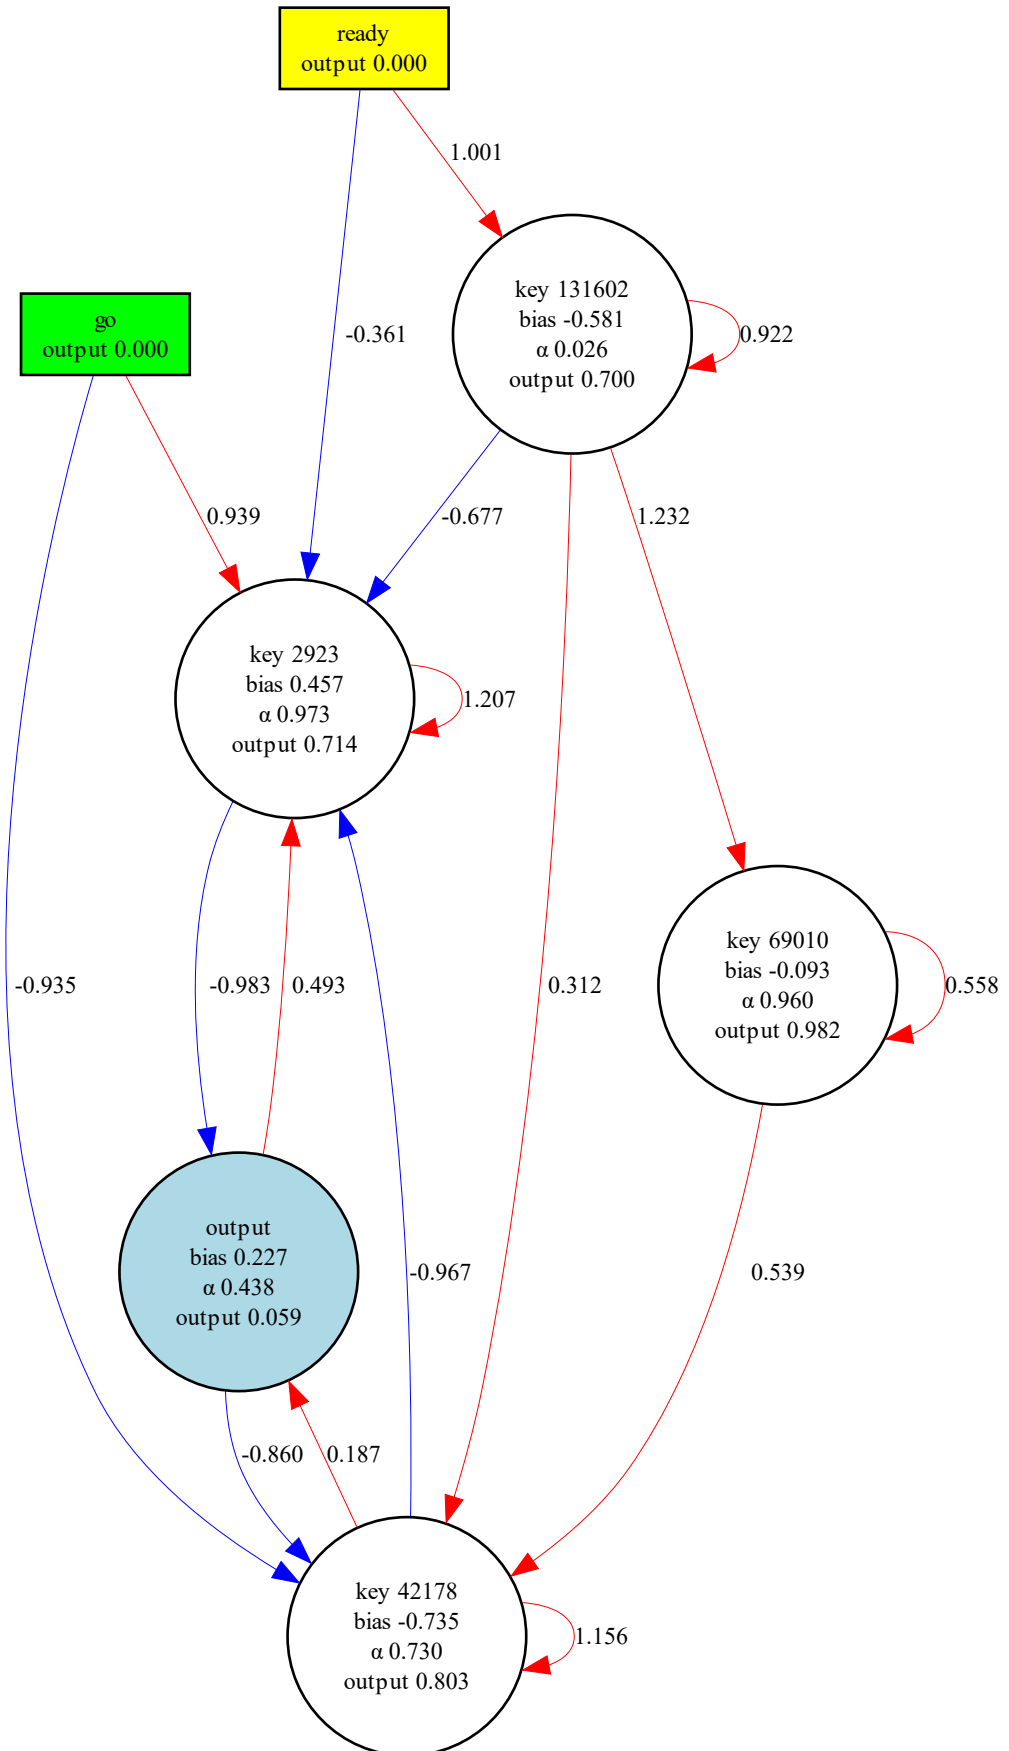 ready
output 0.000
1.001
key 131602
bias -0.581
α 0.026
output 0.700
0.922
go
output 0.000
-0.361
0.939
-0.677
1.232
key 2923
bias 0.457
α 0.973
output 0.714
1.207
key 69010
bias -0.093
α 0.960
output 0.982
0.558
-0.935
-0.983
0.493
0.312
output
bias 0.227
α 0.438
output 0.059
-0.967
0.539
-0.860
0.187
key 42178
bias -0.735
α 0.730
output 0.803
1.156